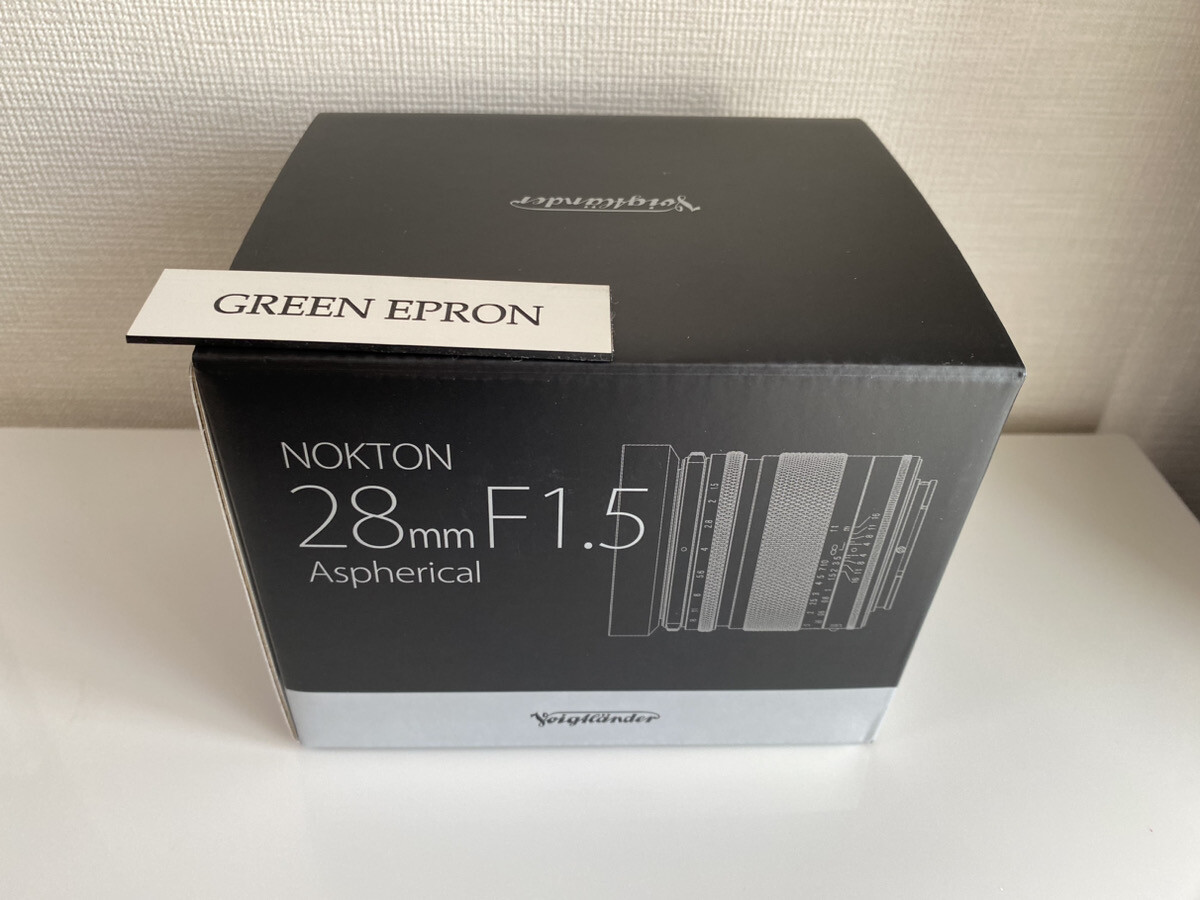 Voigtländer
GREEN EPRON
NOKTON
28mm F1.5
Aspherical
Voigtländer